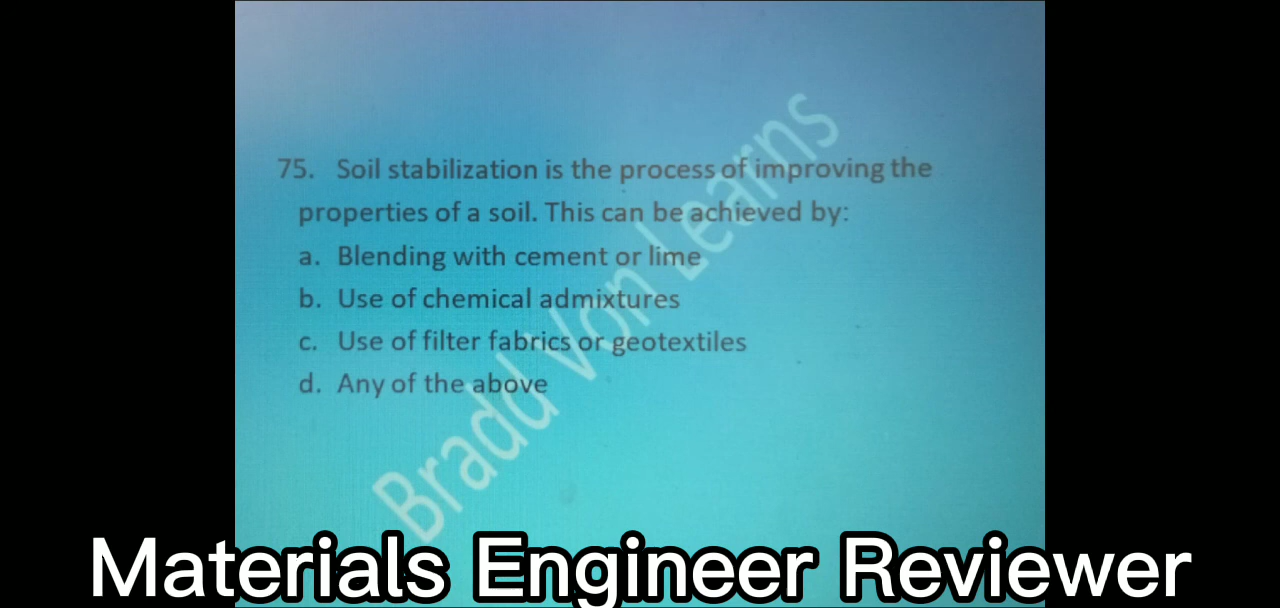 75. Soil stabilization is the process of improving the
properties of a soil. This can be achieved by:
a. Blending with cement or lime
b. Use of chemical admixtures
c. Use of filter fabrics or geotextiles
d. Any of the above
Bradd Von Learns
Materials Engineer Reviewer